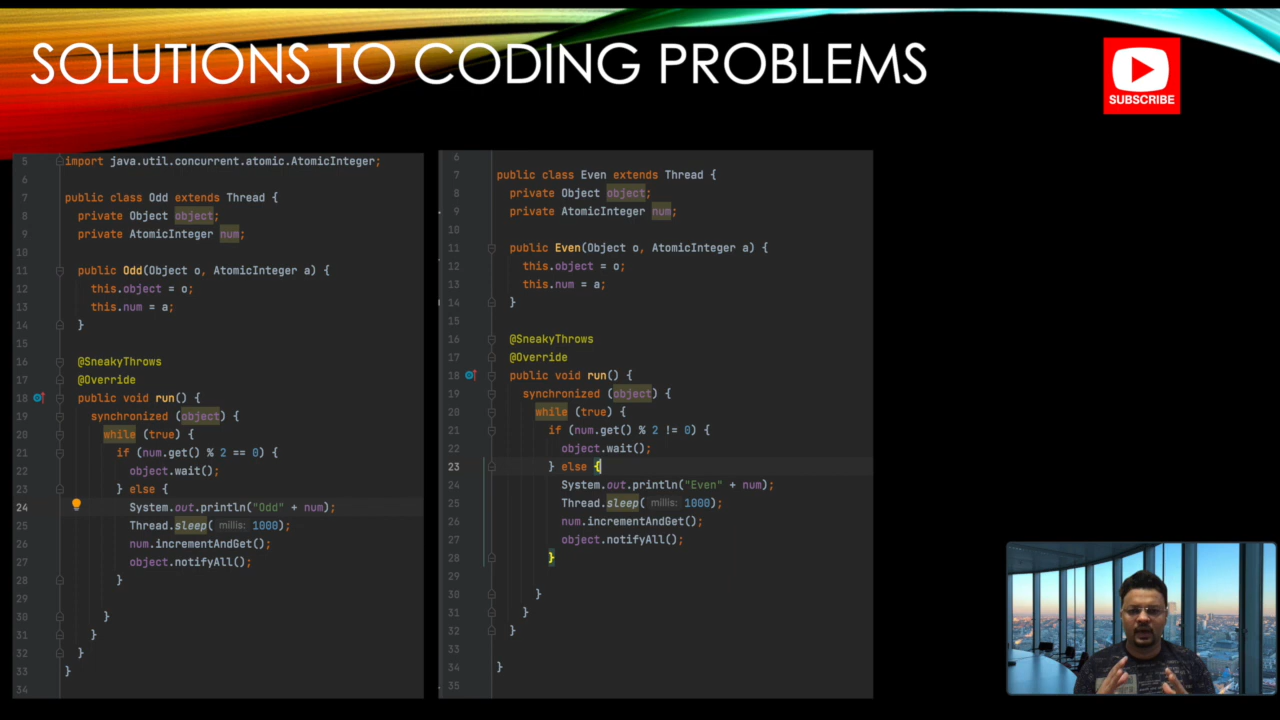 SOLUTIONS TO CODING PROBLEMS
SUBSCRIBE
5 import java.util.concurrent.atomic.AtomicInteger;
6
7 public class Odd extends Thread {
8 private Object object;
9 private AtomicInteger num;
10
11 public Odd(Object o, AtomicInteger a) {
12 this.object = o;
13 this.num = a;
14 }
15
16 @SneakyThrows
17 @Override
18 public void run() {
19 synchronized (object) {
20 while (true) {
21 if (num.get() % 2 == 0) {
22 object.wait();
23 } else {
24 System.out.println("Odd" + num);
25 Thread.sleep( millis: 1000);
26 num.incrementAndGet();
27 object.notifyAll();
28 }
29
30 }
31 }
32 }
33 }
34
6
7 public class Even extends Thread {
8 private Object object;
9 private AtomicInteger num;
10
11 public Even(Object o, AtomicInteger a) {
12 this.object = o;
13 this.num = a;
14 }
15
16 @SneakyThrows
17 @Override
18 public void run() {
19 synchronized (object) {
20 while (true) {
21 if (num.get() % 2 != 0) {
22 object.wait();
23 } else {
24 System.out.println("Even" + num);
25 Thread.sleep( millis: 1000);
26 num.incrementAndGet();
27 object.notifyAll();
28 }
29
30 }
31 }
32 }
33
34 }
35